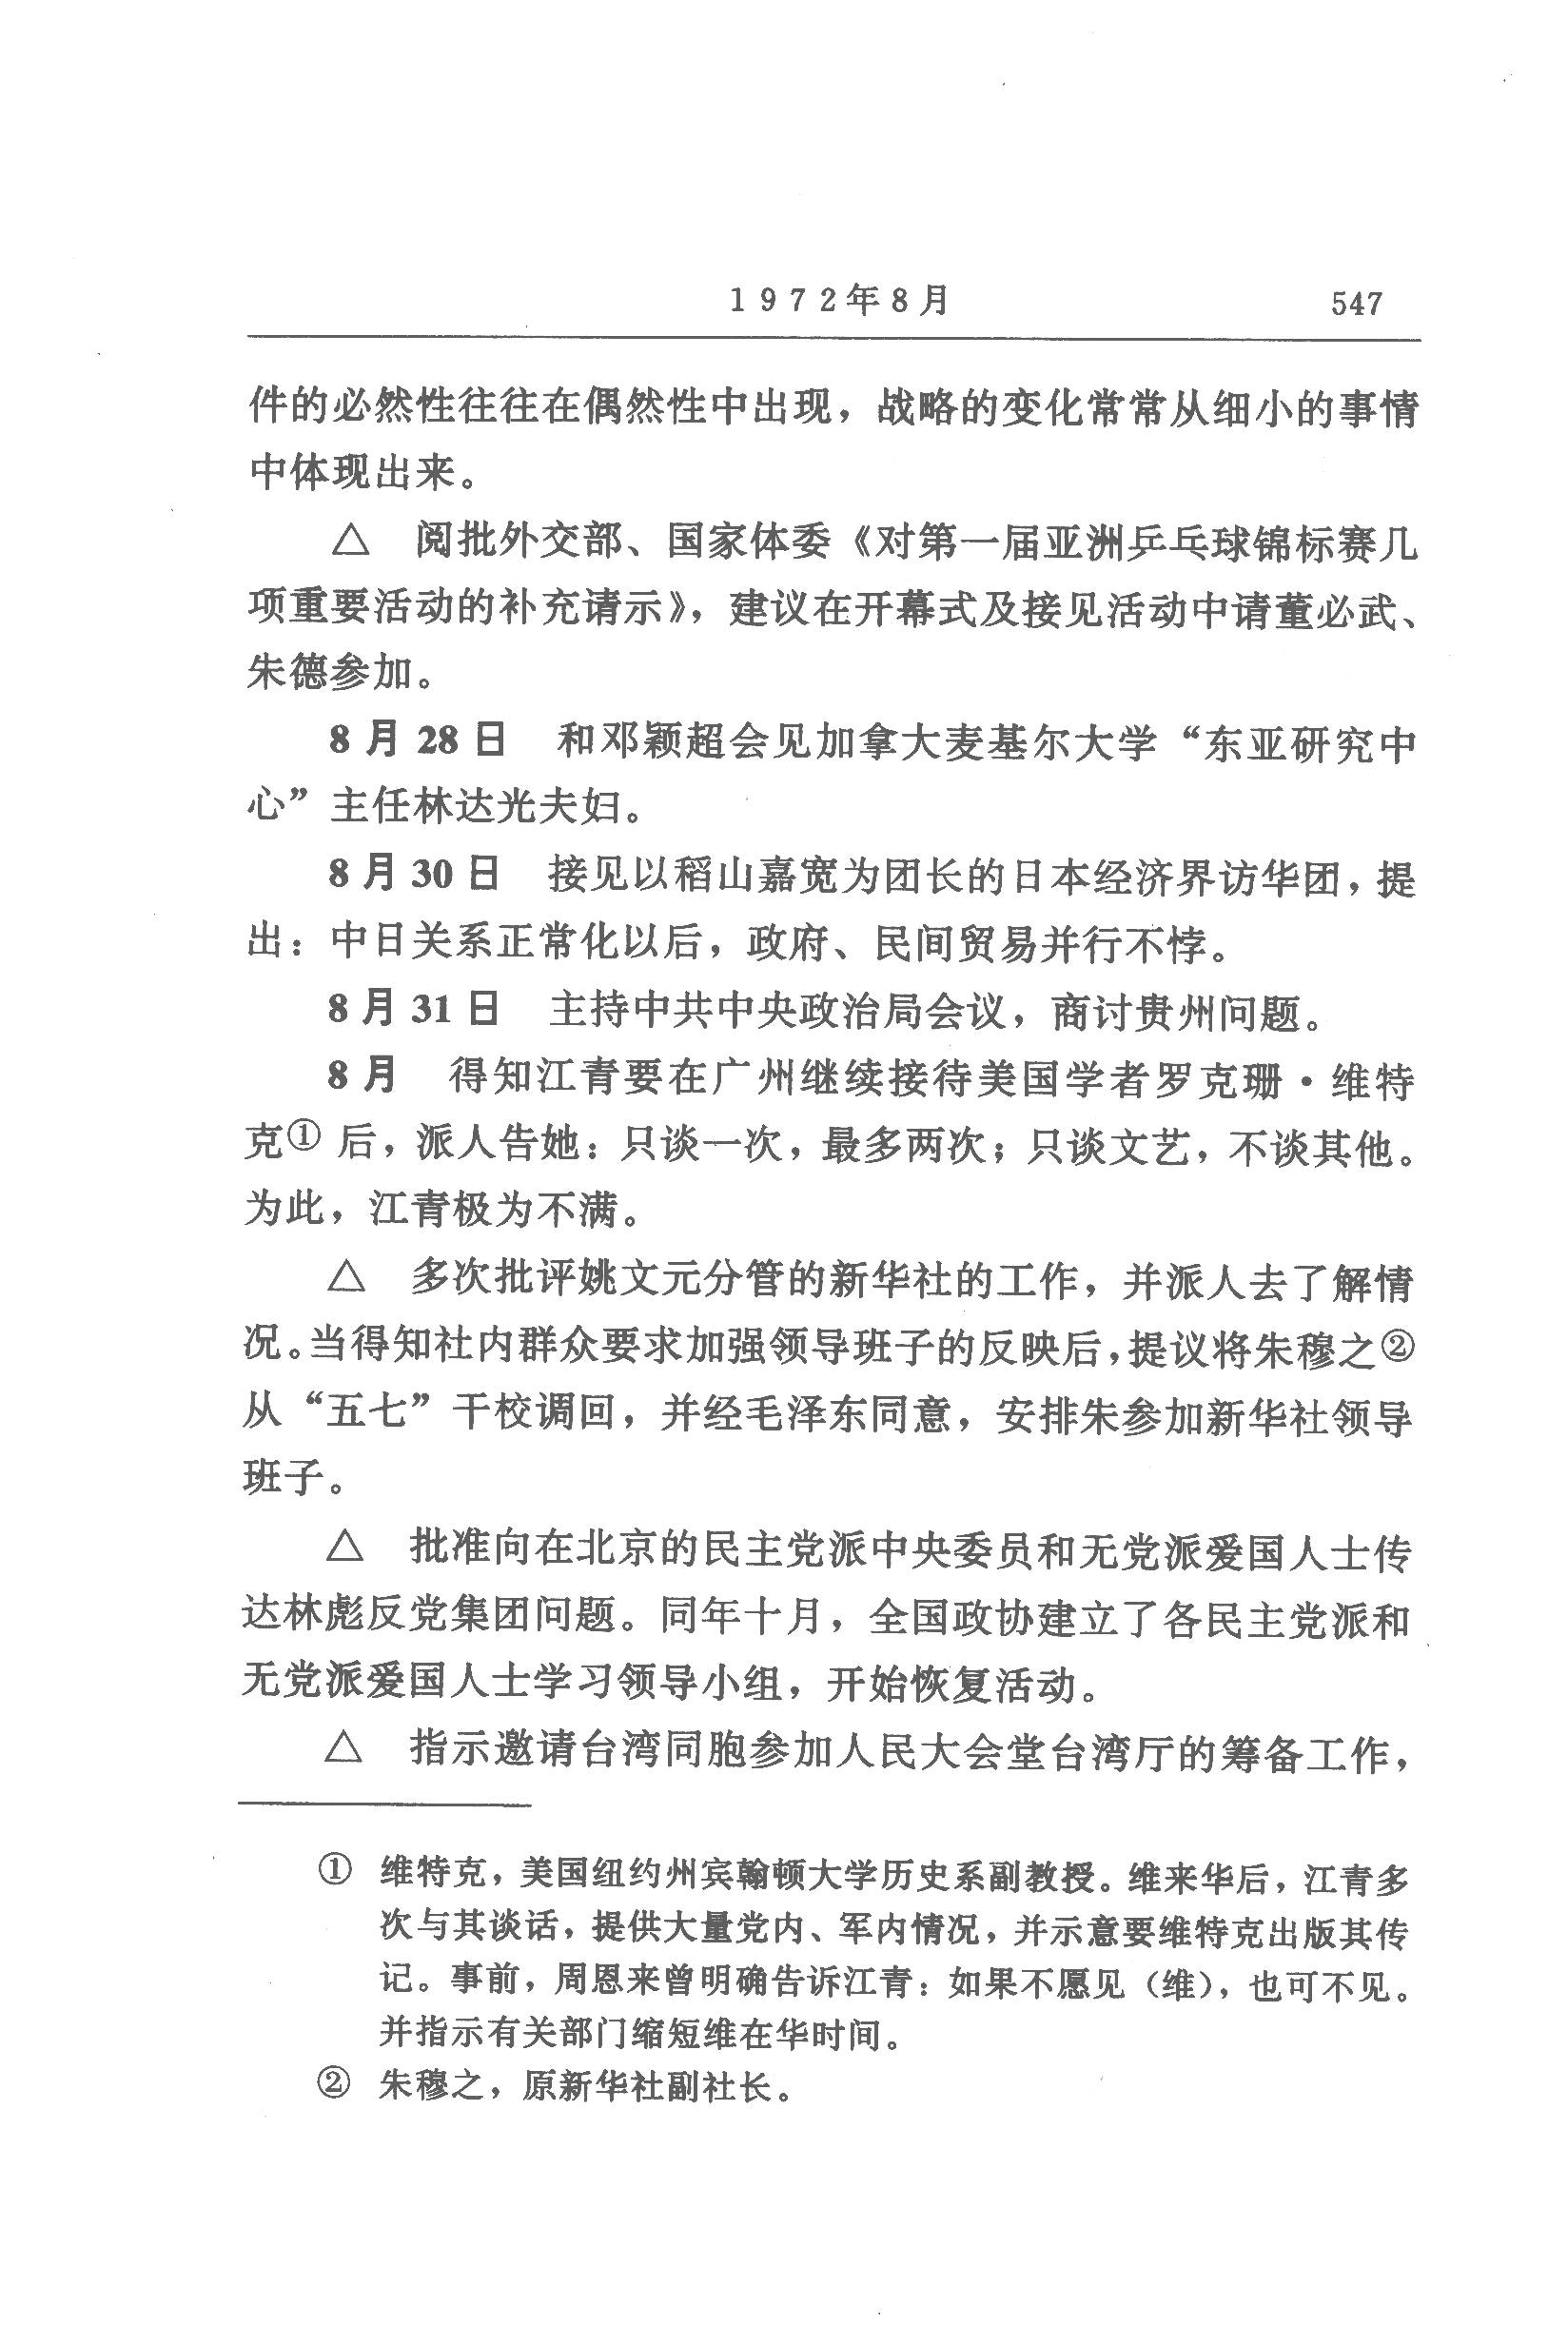 1972年8月 547
件的必然性往往在偶然性中出现，战略的变化常常从细小的事情
中体现出来。
△ 阅批外交部、国家体委《对第一届亚洲乒乓球锦标赛几
项重要活动的补充请示》，建议在开幕式及接见活动中请董必武、
朱德参加。
8月28日 和邓颖超会见加拿大麦基尔大学“东亚研究中
心”主任林达光夫妇。
8月30日 接见以稻山嘉宽为团长的日本经济界访华团，提
出：中日关系正常化以后，政府、民间贸易并行不悖。
8月31日 主持中共中央政治局会议，商讨贵州问题。
8月 得知江青要在广州继续接待美国学者罗克珊·维特
克①后，派人告她：只谈一次，最多两次；只谈文艺，不谈其他。
为此，江青极为不满。
△ 多次批评姚文元分管的新华社的工作，并派人去了解情
况。当得知社内群众要求加强领导班子的反映后，提议将朱穆之②
从“五七”干校调回，并经毛泽东同意，安排朱参加新华社领导
班子。
△ 批准向在北京的民主党派中央委员和无党派爱国人士传
达林彪反党集团问题。同年十月，全国政协建立了各民主党派和
无党派爱国人士学习领导小组，开始恢复活动。
△ 指示邀请台湾同胞参加人民大会堂台湾厅的筹备工作，
① 维特克，美国纽约州宾翰顿大学历史系副教授。维来华后，江青多
次与其谈话，提供大量党内、军内情况，并示意要维特克出版其传
记。事前，周恩来曾明确告诉江青：如果不愿见（维），也可不见。
并指示有关部门缩短维在华时间。
② 朱穆之，原新华社副社长。